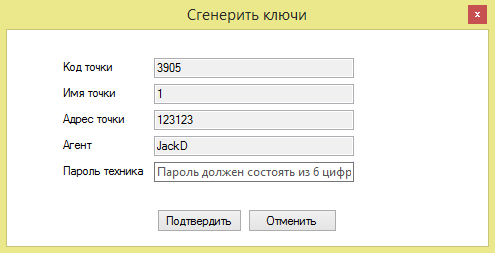 Сгенерить ключи
x
Код точки 3905
Имя точки 1
Адрес точки 123123
Агент JackD
Пароль техника Пароль должен состоять из 6 цифр
Подтвердить Отменить